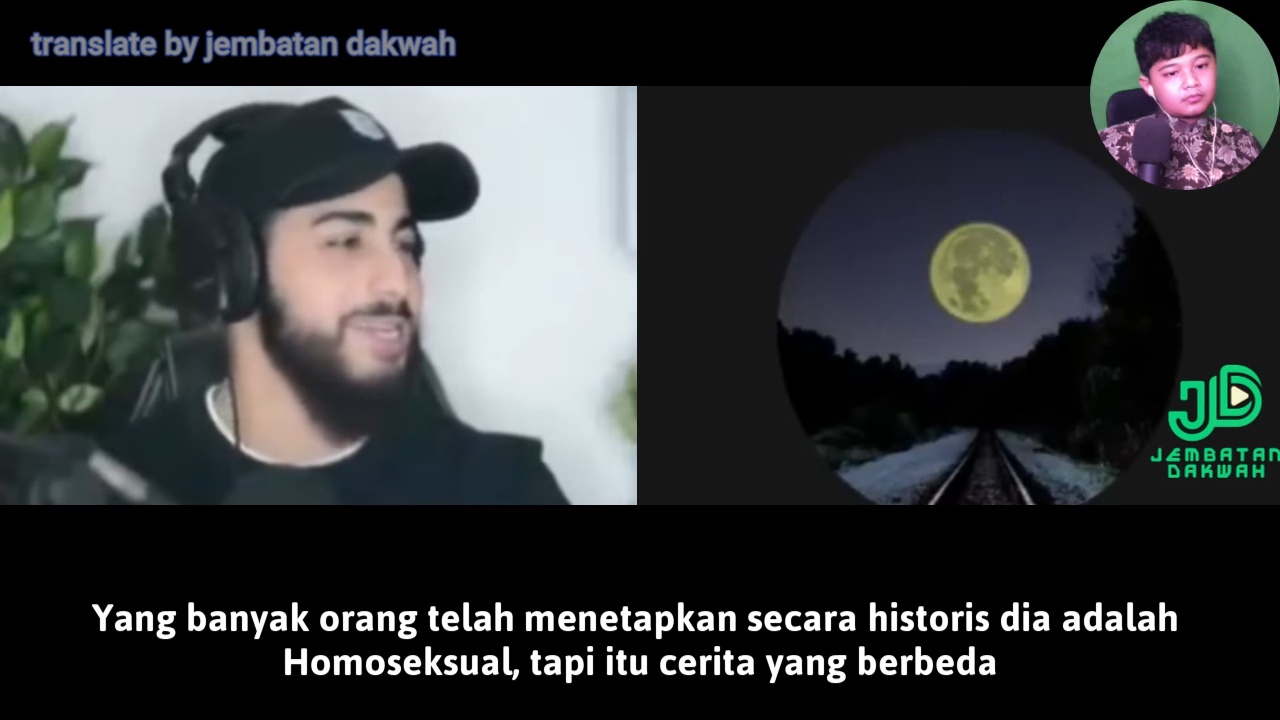 translate by jembatan dakwah
JD
JEMBATAN
DAKWAH
Yang banyak orang telah menetapkan secara historis dia adalah
Homoseksual, tapi itu cerita yang berbeda